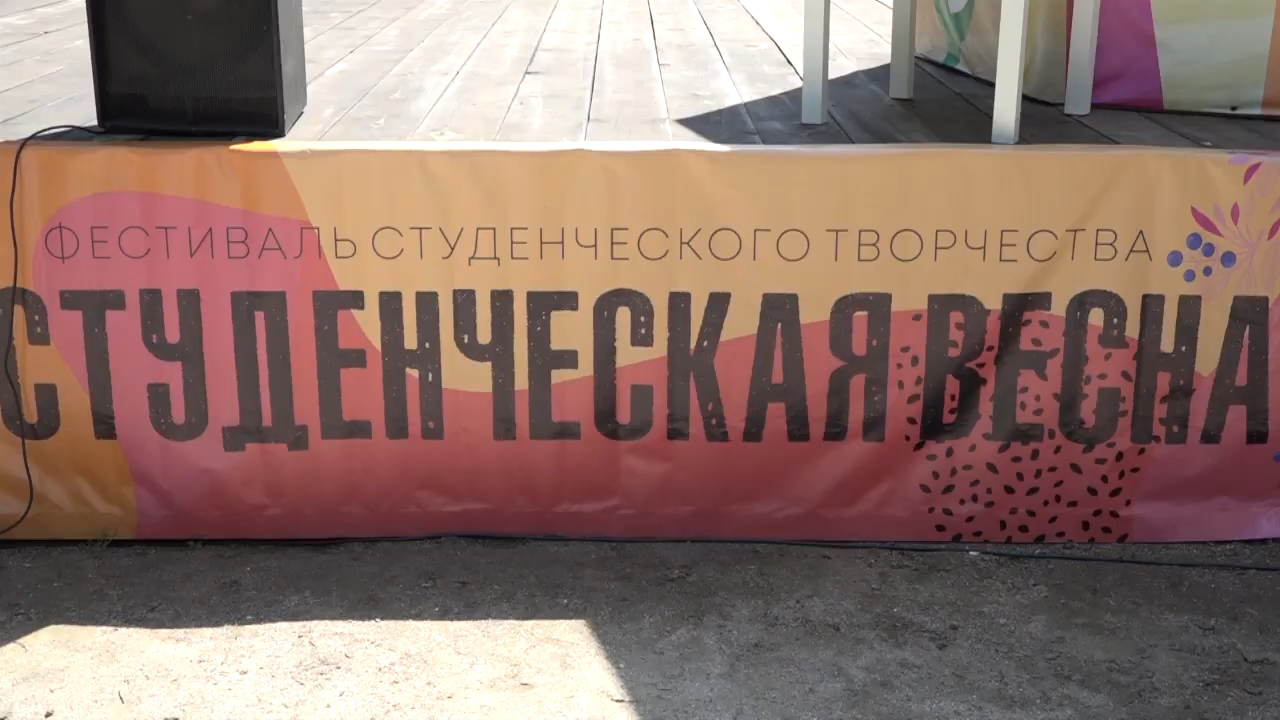 ФЕСТИВАЛЬ СТУДЕНЧЕСКОГО ТВОРЧЕСТВА
СТУДЕНЧЕСКАЯ ВЕСНА